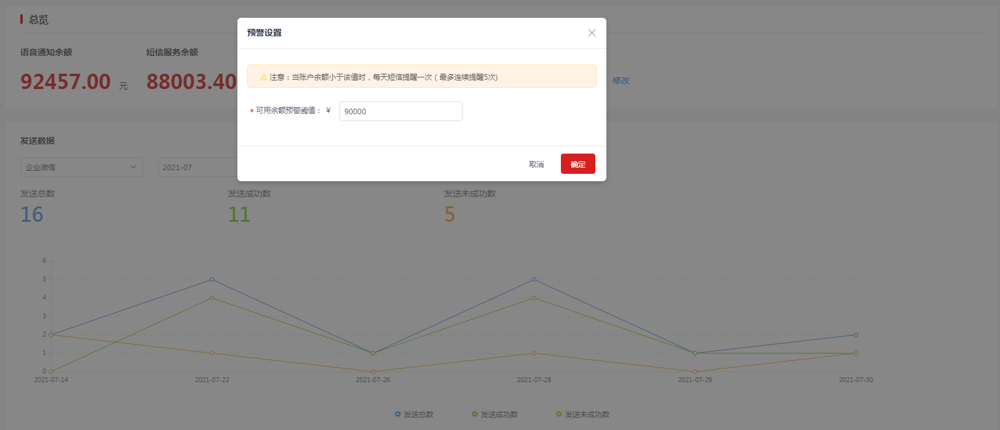 总览
语音通知余额
短信服务余额
92457.00 元
88003.40
修改
预警设置
注意：当账户余额小于该值时，每天短信提醒一次（最多连续提醒5次)
* 可用余额预警阈值： ¥ 90000
取消
确定
发送数据
企业微信
2021-07
发送总数
16
发送成功数
11
发送未成功数
5
6
5
4
3
2
1
0
2021-07-14
2021-07-22
2021-07-26
2021-07-28
2021-07-29
2021-07-30
发送总数
发送成功数
发送未成功数